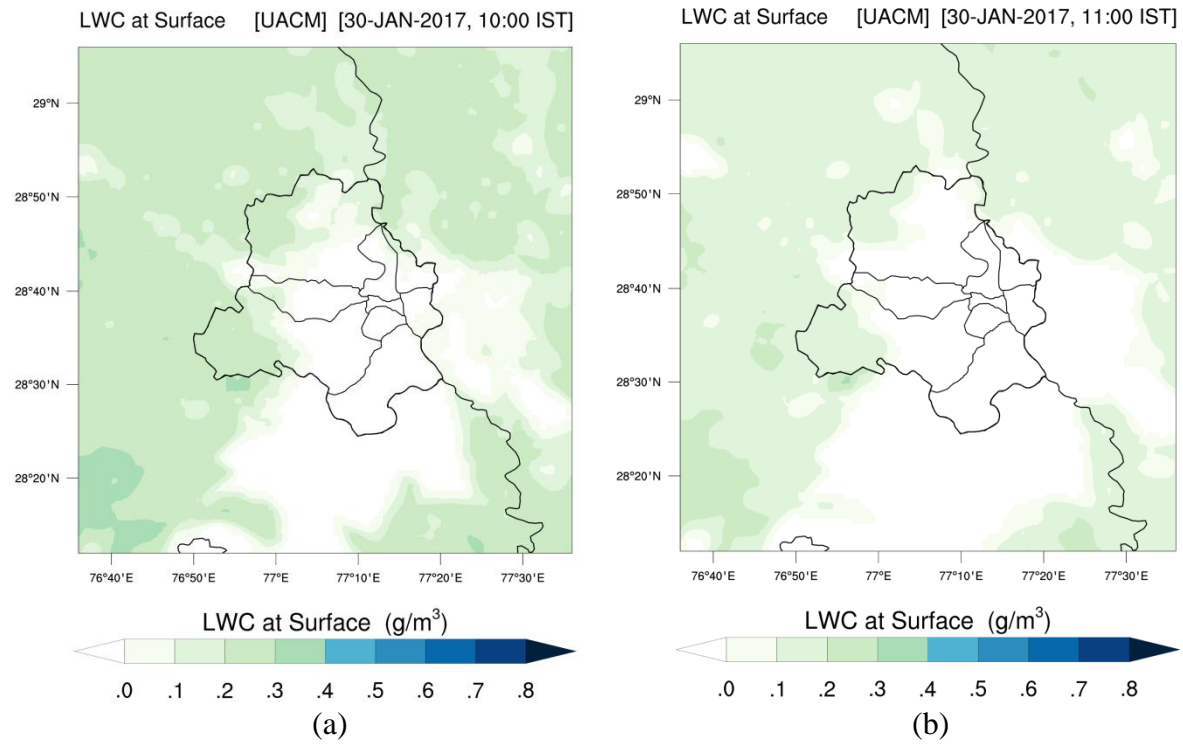 LWC at Surface [UACM] [30-JAN-2017, 10:00 IST]
29°N
28°50'N
28°40'N
28°30'N
28°20'N
76°40'E 76°50'E 77°E 77°10'E 77°20'E 77°30'E
LWC at Surface (g/m³)
.0 .1 .2 .3 .4 .5 .6 .7 .8
(a)
LWC at Surface [UACM] [30-JAN-2017, 11:00 IST]
29°N
28°50'N
28°40'N
28°30'N
28°20'N
76°40'E 76°50'E 77°E 77°10'E 77°20'E 77°30'E
LWC at Surface (g/m³)
.0 .1 .2 .3 .4 .5 .6 .7 .8
(b)